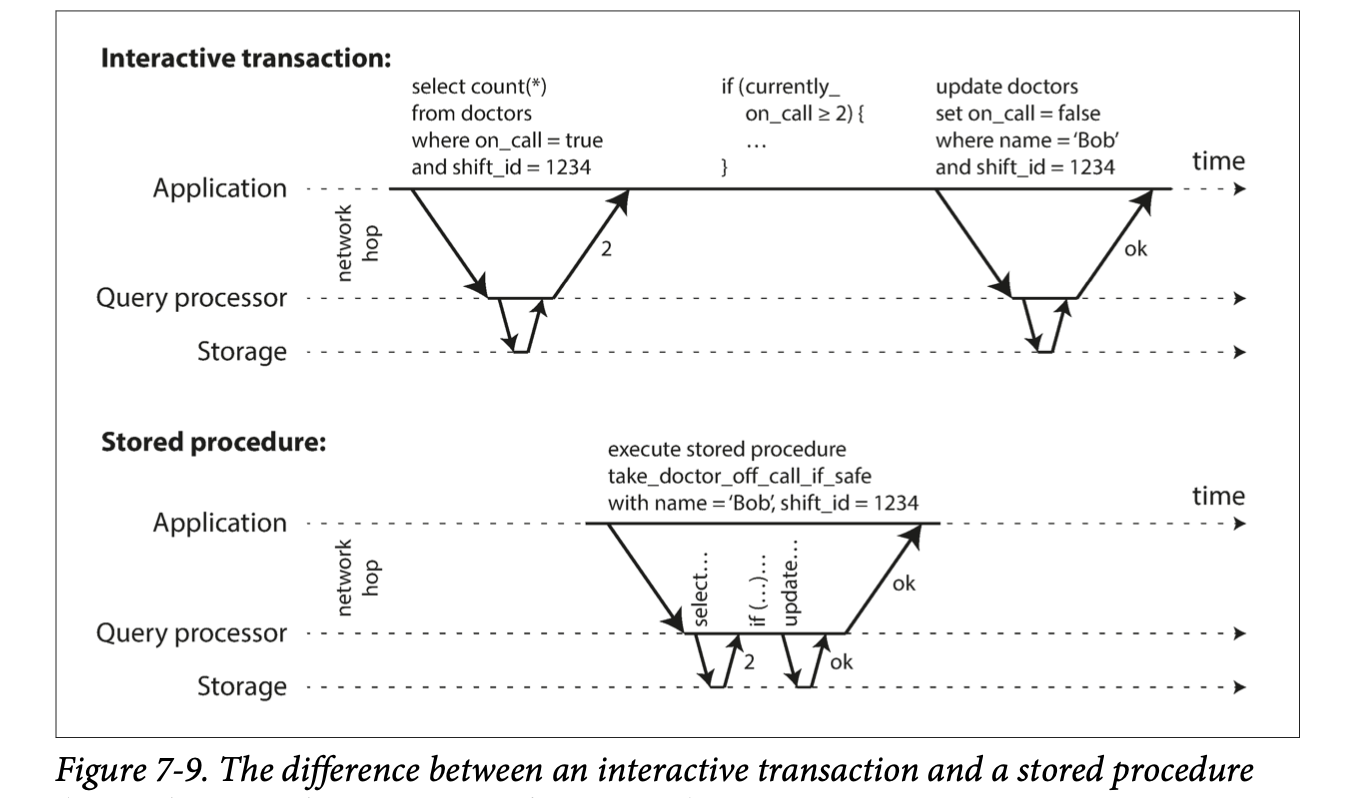 Interactive transaction:
select count(*)
from doctors
where on_call = true
and shift_id = 1234
if (currently_
on_call ≥ 2) {
...
}
update doctors
set on_call = false
where name = ‘Bob’
and shift_id = 1234
time
Application
network
hop
2
ok
Query processor
Storage
Stored procedure:
execute stored procedure
take_doctor_off_call_if_safe
with name = ‘Bob’, shift_id = 1234
time
Application
network
hop
select...
if (...)...
update...
ok
Query processor
2
ok
Storage
Figure 7-9. The difference between an interactive transaction and a stored procedure